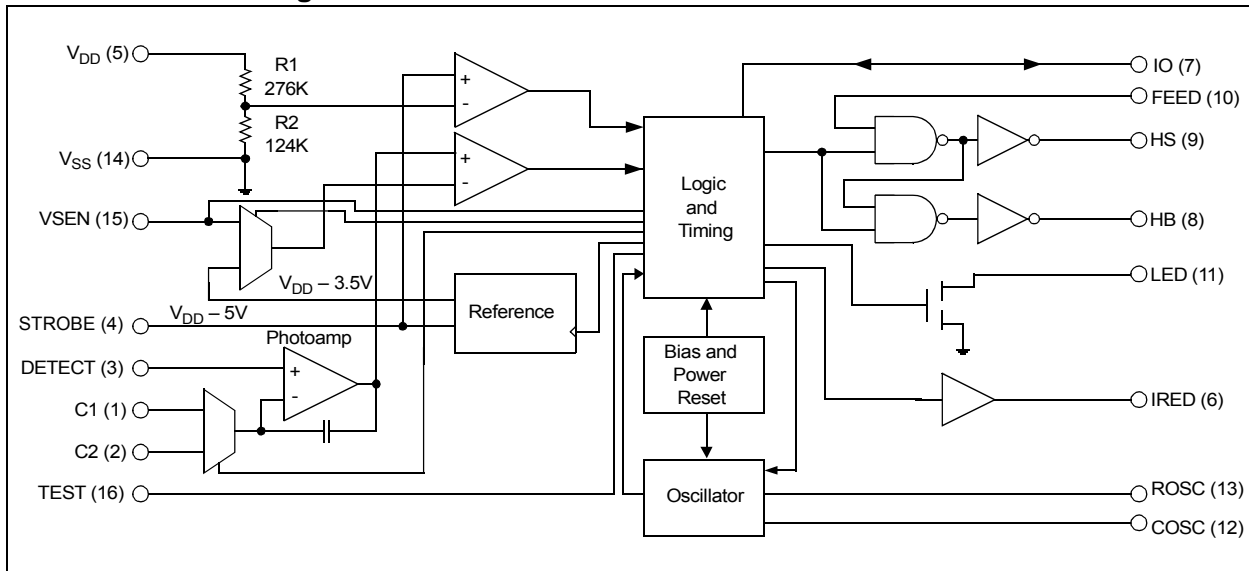 g
V_DD (5)
R1
276K
R2
124K
V_SS (14)
VSEN (15)
V_DD – 3.5V
V_DD – 5V
STROBE (4)
DETECT (3)
C1 (1)
C2 (2)
TEST (16)
+
-
+
-
Photoamp
+
-
Reference
Logic
and
Timing
Bias and
Power
Reset
Oscillator
IO (7)
FEED (10)
HS (9)
HB (8)
LED (11)
IRED (6)
ROSC (13)
COSC (12)